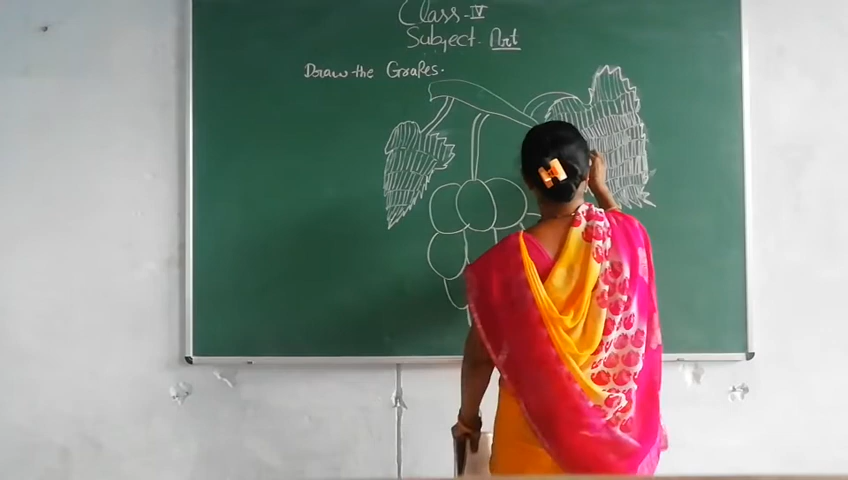 Class - IV
Subject - Art
Draw the Grapes.